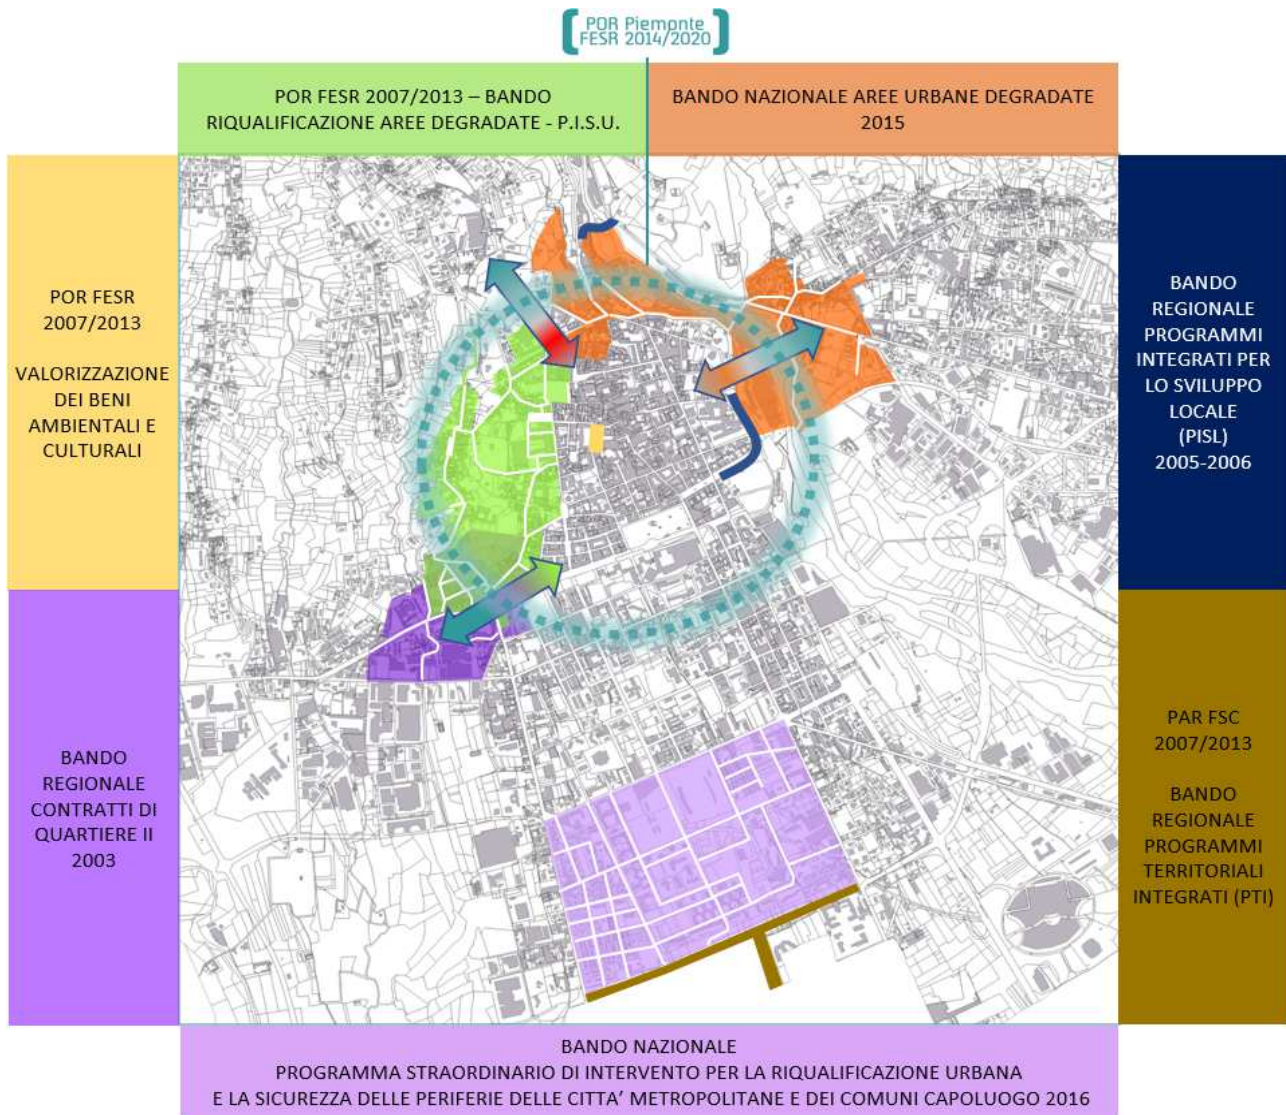 POR Piemonte
FESR 2014/2020
POR FESR 2007/2013 – BANDO
RIQUALIFICAZIONE AREE DEGRADATE - P.I.S.U.
BANDO NAZIONALE AREE URBANE DEGRADATE
2015
POR FESR
2007/2013
VALORIZZAZIONE
DEI BENI
AMBIENTALI E
CULTURALI
BANDO
REGIONALE
PROGRAMMI
INTEGRATI PER
LO SVILUPPO
LOCALE
(PISL)
2005-2006
BANDO
REGIONALE
CONTRATTI DI
QUARTIERE II
2003
PAR FSC
2007/2013
BANDO
REGIONALE
PROGRAMMI
TERRITORIALI
INTEGRATI (PTI)
BANDO NAZIONALE
PROGRAMMA STRAORDINARIO DI INTERVENTO PER LA RIQUALIFICAZIONE URBANA
E LA SICUREZZA DELLE PERIFERIE DELLE CITTA’ METROPOLITANE E DEI COMUNI CAPOLUOGO 2016